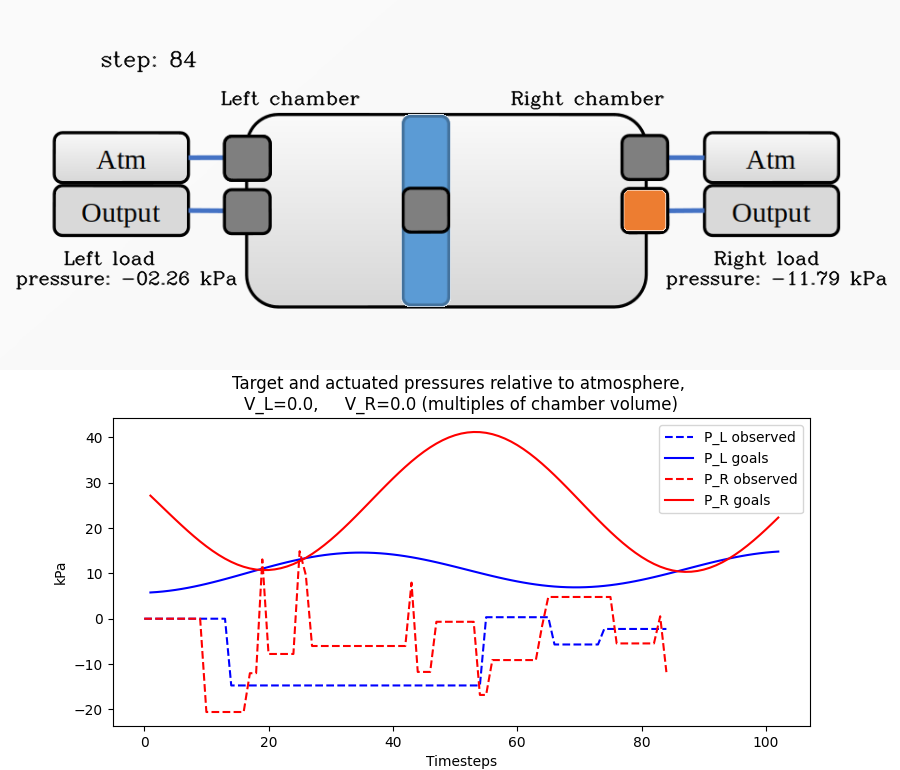 step: 84
Left chamber
Right chamber
Atm
Atm
Output
Output
Left load
pressure: −02.26 kPa
Right load
pressure: −11.79 kPa
Target and actuated pressures relative to atmosphere,
V_L=0.0, V_R=0.0 (multiples of chamber volume)
P_L observed
P_L goals
P_R observed
P_R goals
40
30
20
10
0
−10
−20
kPa
0 20 40 60 80 100
Timesteps